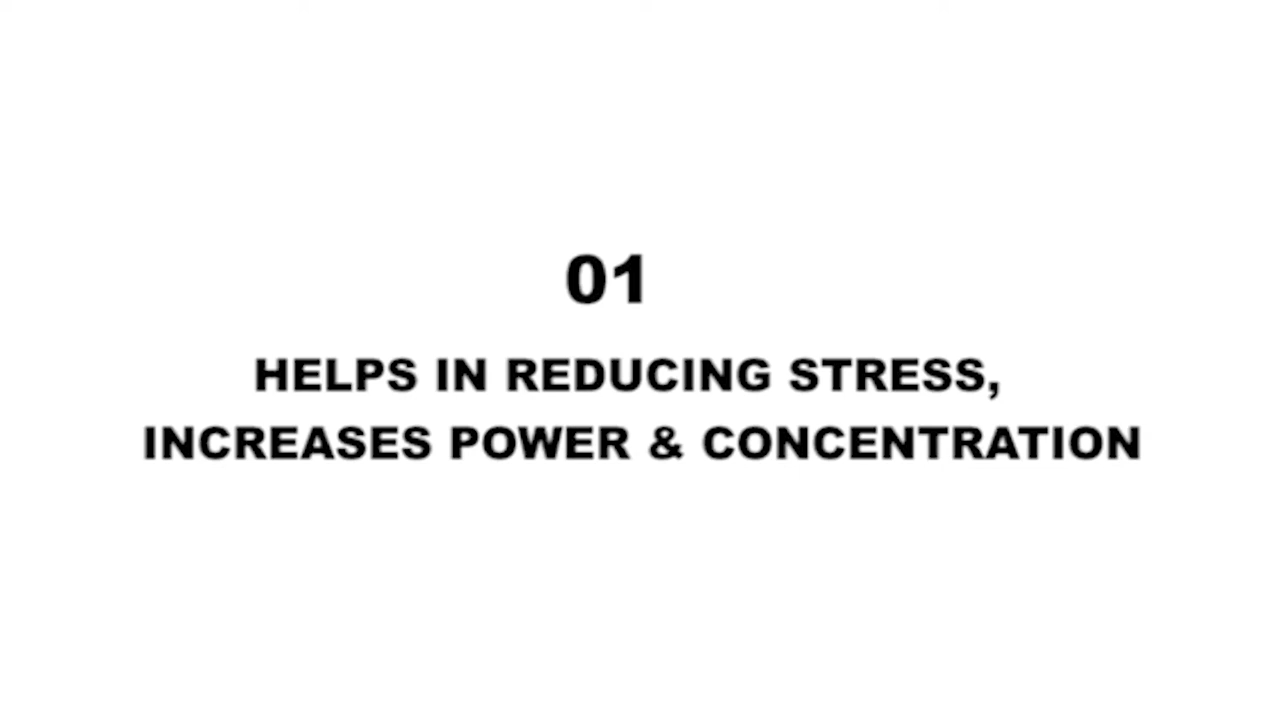 01
HELPS IN REDUCING STRESS,
INCREASES POWER & CONCENTRATION